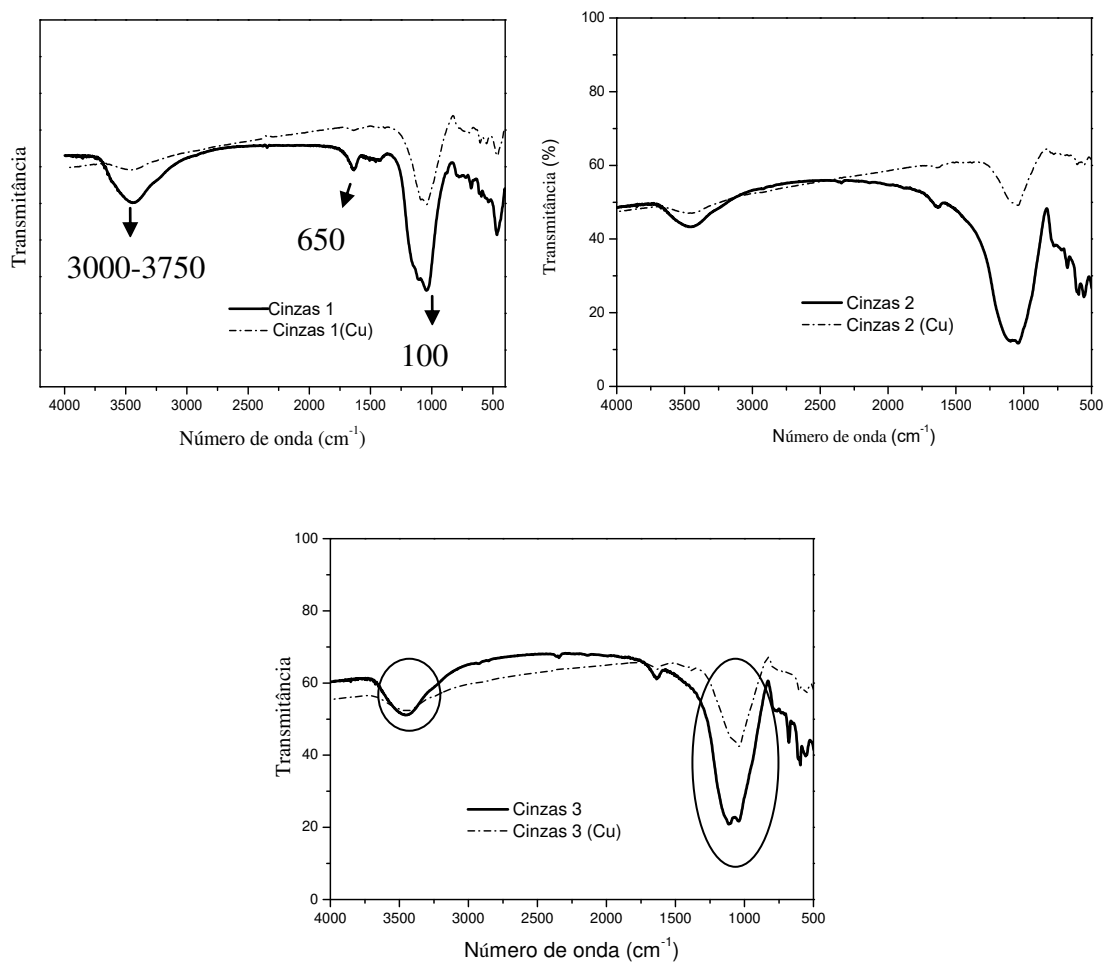 Transmitância
3000-3750
650
100
Cinzas 1
Cinzas 1(Cu)
4000 3500 3000 2500 2000 1500 1000 500
Número de onda (cm-1)
100
80
60
40
20
0
Transmitância (%)
Cinzas 2
Cinzas 2 (Cu)
4000 3500 3000 2500 2000 1500 1000 500
Número de onda (cm-1)
100
80
60
40
20
0
Transmitância
Cinzas 3
Cinzas 3 (Cu)
4000 3500 3000 2500 2000 1500 1000 500
Número de onda (cm-1)